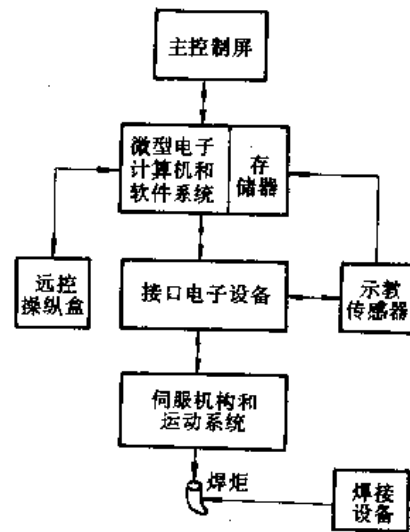 主控制屏
微型电子
计算机和
软件系统
存
储器
远控
操纵盒
接口电子设备
示教
传感器
伺服机构和
运动系统
焊炬
焊接
设备